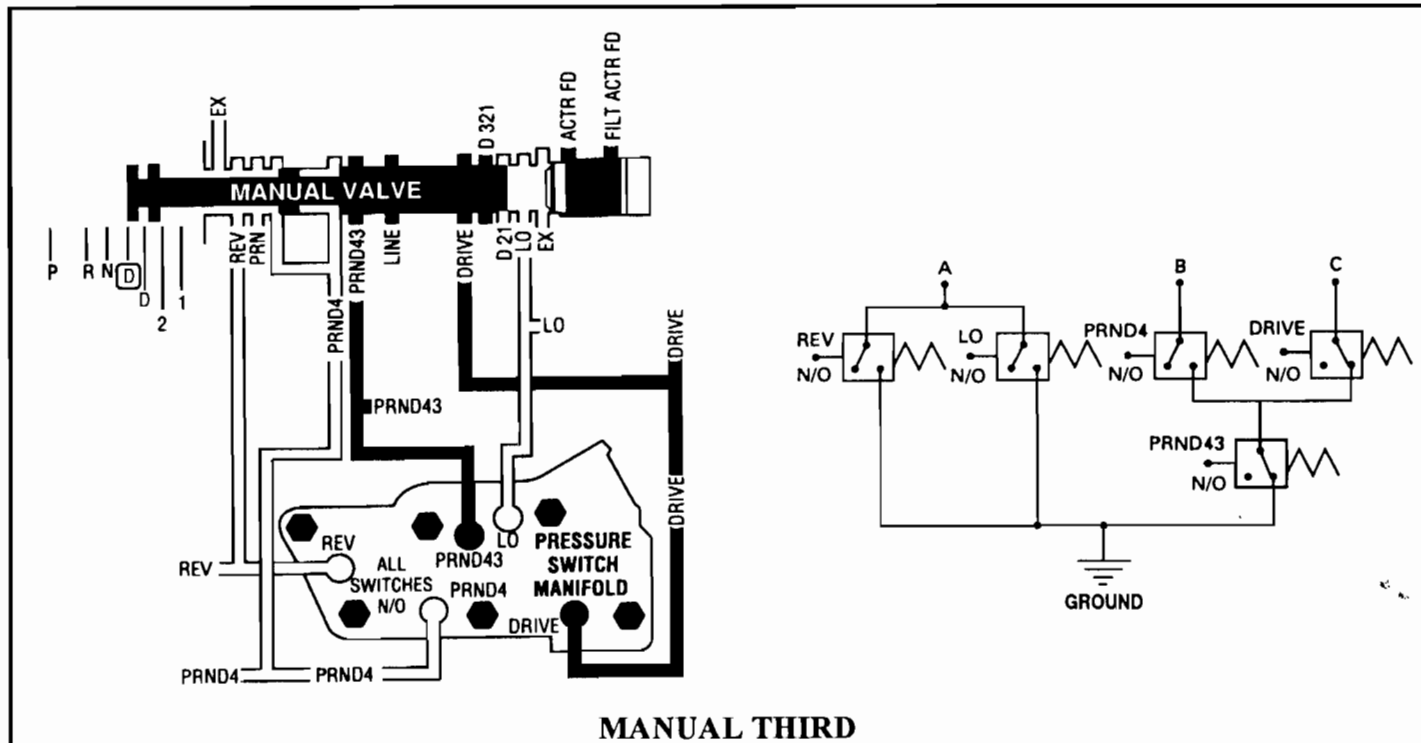 EX
ACTR FD
FILT ACTR FD
D 321
MANUAL VALVE
REV
PRN
PRND43
LINE
DRIVE
D 21
LO
EX
P R N D D 2 1
PRND4
LO
DRIVE
PRND43
DRIVE
REV
REV
ALL
SWITCHES
N/O
PRND43
LO
PRESSURE
SWITCH
MANIFOLD
PRND4
DRIVE
PRND4
PRND4
A
B
C
REV
N/O
LO
N/O
PRND4
N/O
DRIVE
N/O
PRND43
N/O
GROUND
MANUAL THIRD